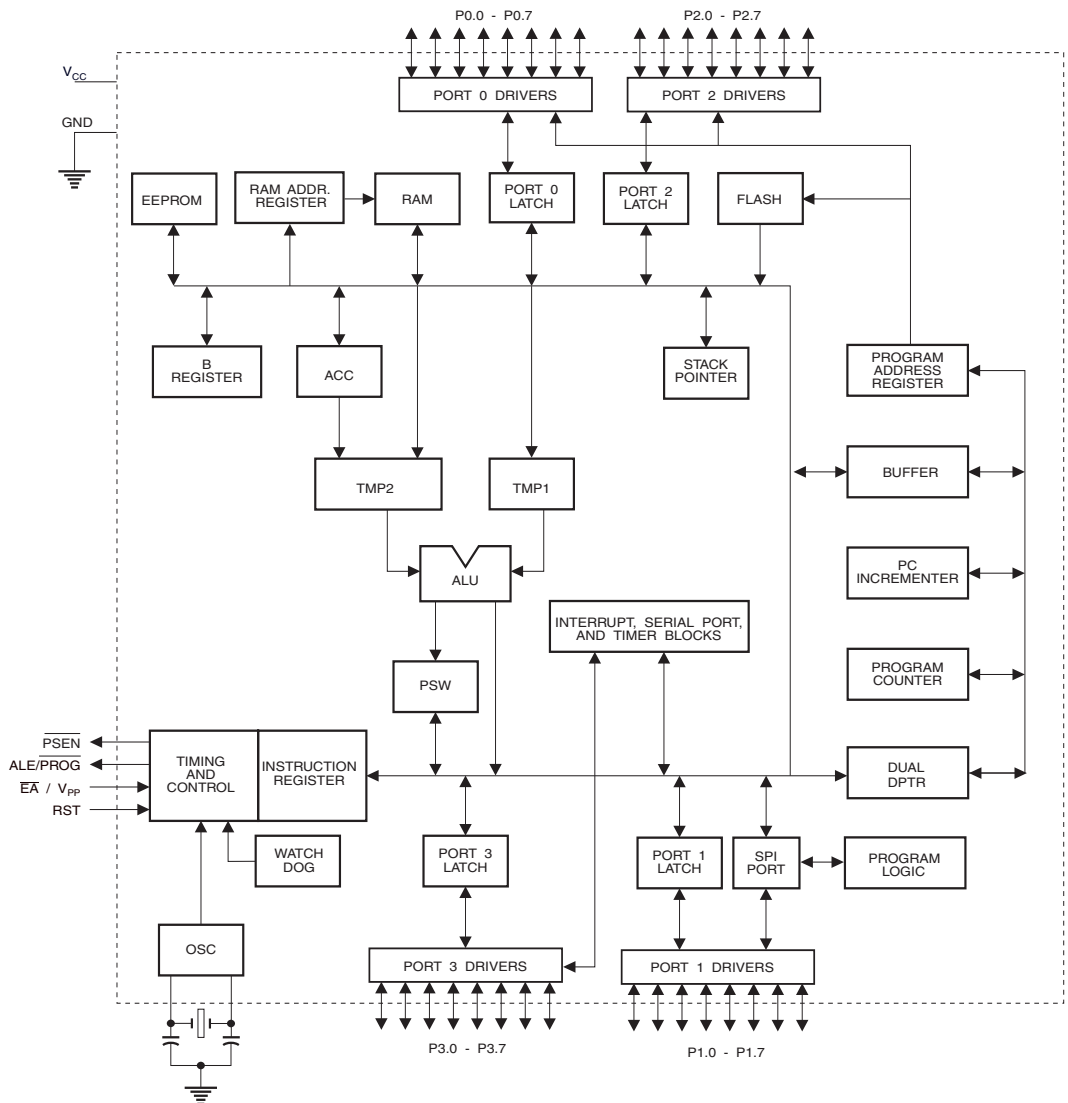 P0.0 - P0.7
P2.0 - P2.7
VCC
PORT 0 DRIVERS
PORT 2 DRIVERS
GND
EEPROM
RAM ADDR.
REGISTER
RAM
PORT 0
LATCH
PORT 2
LATCH
FLASH
B
REGISTER
ACC
STACK
POINTER
PROGRAM
ADDRESS
REGISTER
TMP2
TMP1
BUFFER
ALU
PC
INCREMENTER
INTERRUPT, SERIAL PORT,
AND TIMER BLOCKS
PSW
PROGRAM
COUNTER
PSEN
ALE/PROG
EA / VPP
RST
TIMING
AND
CONTROL
INSTRUCTION
REGISTER
DUAL
DPTR
WATCH
DOG
PORT 3
LATCH
PORT 1
LATCH
SPI
PORT
PROGRAM
LOGIC
OSC
PORT 3 DRIVERS
PORT 1 DRIVERS
P3.0 - P3.7
P1.0 - P1.7